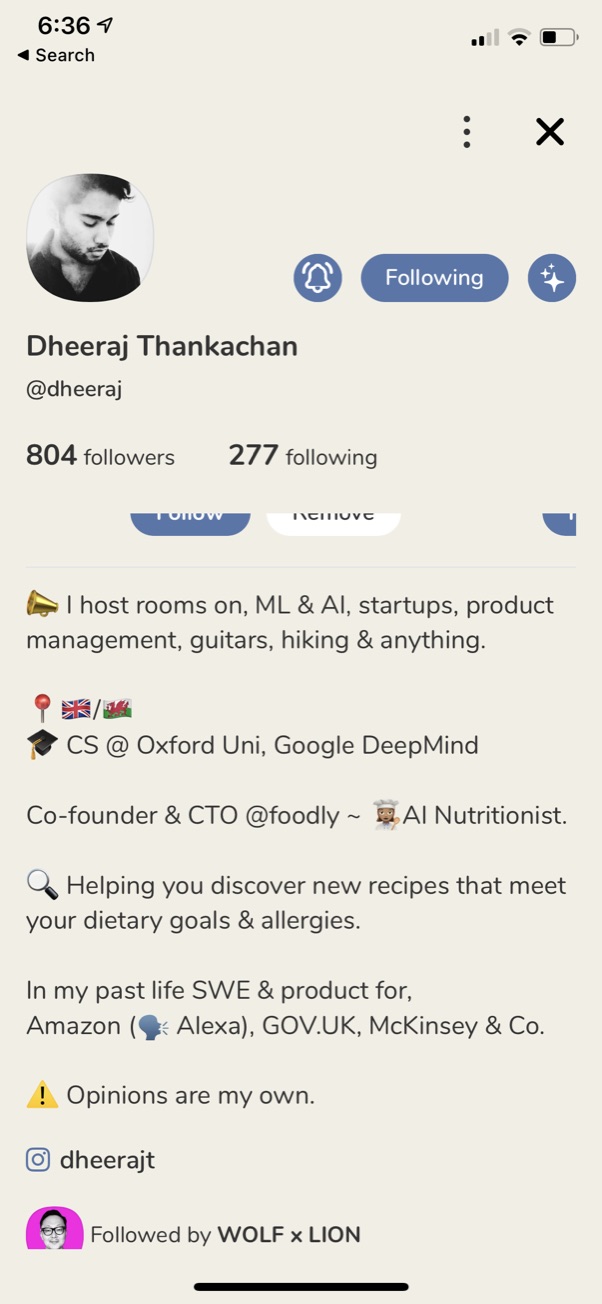 6:36
◀ Search
Following
Dheeraj Thankachan
@dheeraj
804 followers 277 following
Follow Remove
📣 I host rooms on, ML & AI, startups, product
management, guitars, hiking & anything.
📍🇬🇧/🏴󠁧󠁢󠁷󠁬󠁳󠁿
🎓 CS @ Oxford Uni, Google DeepMind
Co-founder & CTO @foodly ~ 👩🏽‍🍳AI Nutritionist.
🔍 Helping you discover new recipes that meet
your dietary goals & allergies.
In my past life SWE & product for,
Amazon (🗣 Alexa), GOV.UK, McKinsey & Co.
⚠️ Opinions are my own.
dheerajt
Followed by WOLF x LION